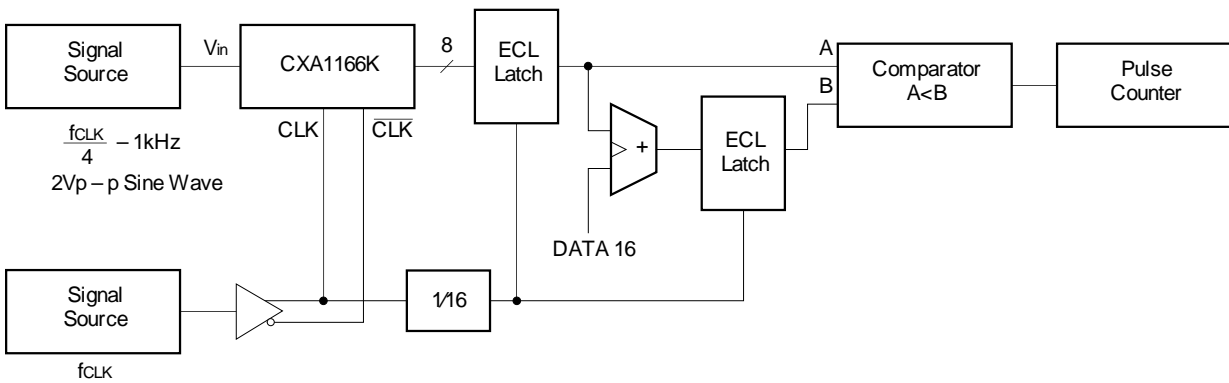 Signal
Source
Vin
CXA1166K
8
ECL
Latch
A
B
Comparator
A<B
Pulse
Counter
fCLK
4
– 1kHz
2Vp – p Sine Wave
CLK
CLK
+
ECL
Latch
DATA 16
Signal
Source
1/16
fCLK